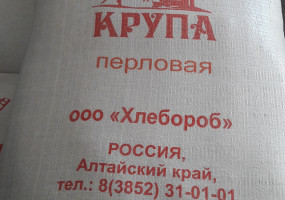 КРУПА
перловая
ООО «Хлебороб»
РОССИЯ,
Алтайский край,
тел.: 8(3852) 31-01-01